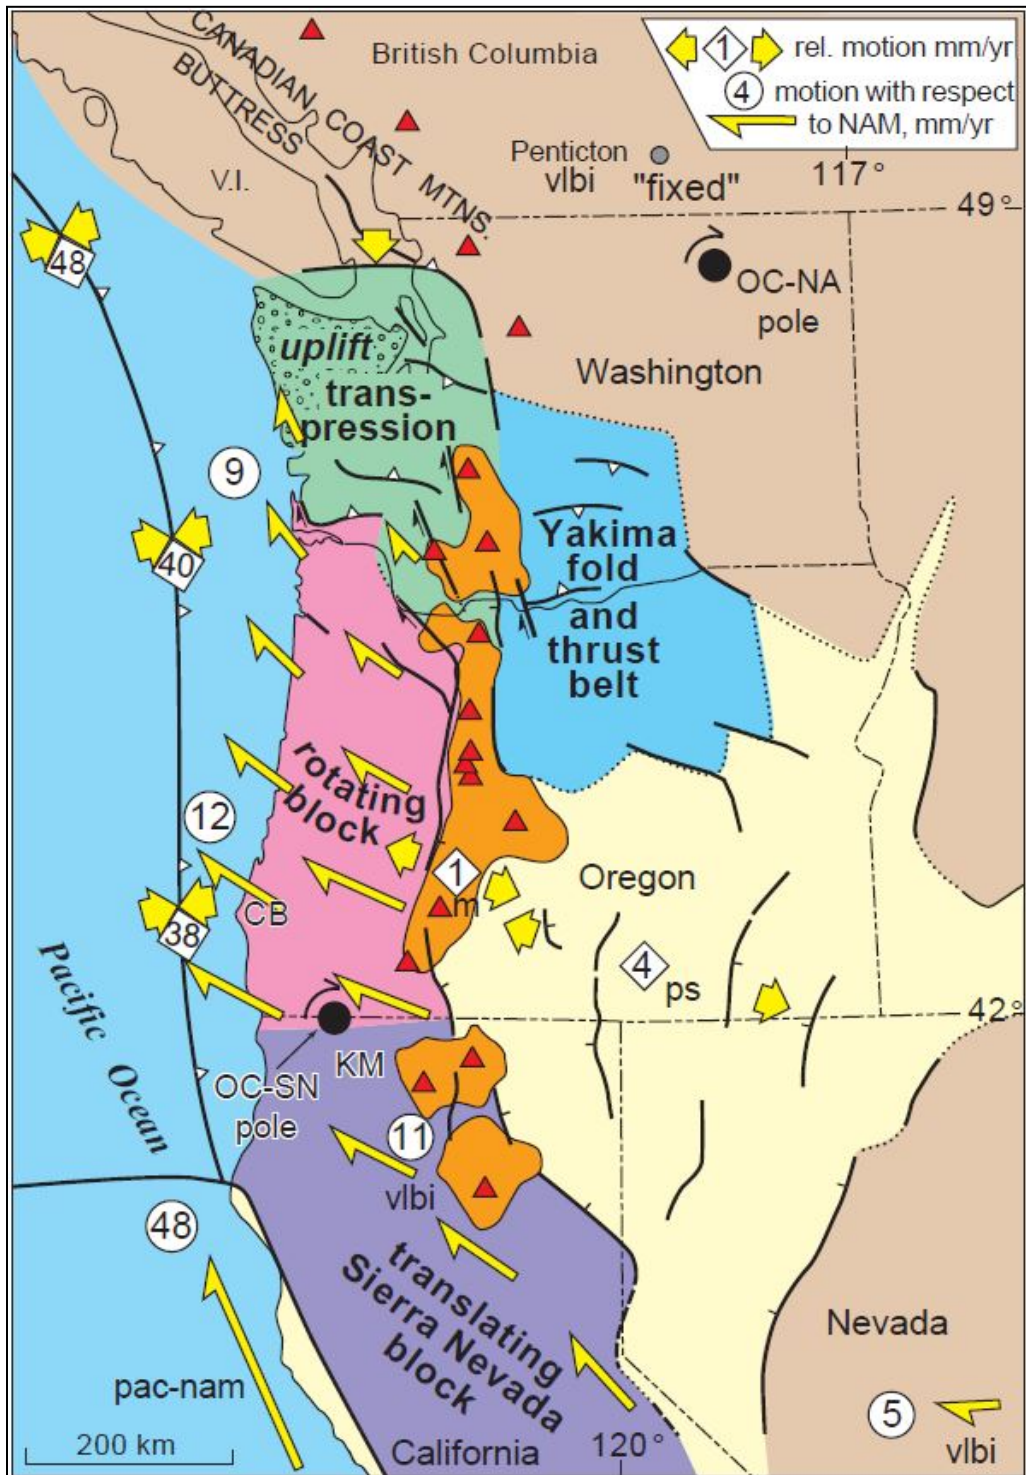 CANADIAN COAST MTNS.
BUTTRESS
British Columbia
1 rel. motion mm/yr
4 motion with respect
to NAM, mm/yr
Penticton
vlbi "fixed"
117°
49°
V.I.
48
OC-NA
pole
uplift
trans-
pression
Washington
9
40
Yakima
fold
and
thrust
belt
rotating
block
12
1
m
Oregon
CB
38
4
ps
42°
Pacific
Ocean
KM
OC-SN
pole
11
vlbi
48
translating
Sierra Nevada
block
Nevada
pac-nam
5
vlbi
200 km
California
120°